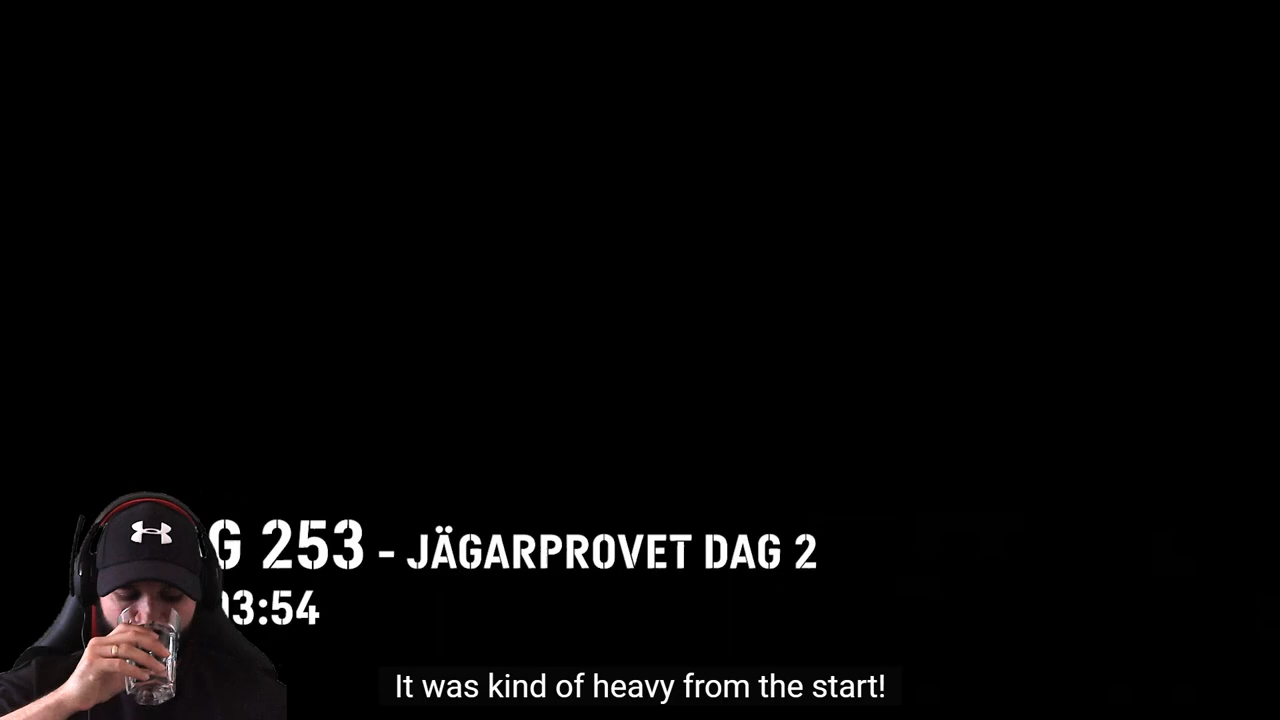 G 253 - JÄGARPROVET DAG 2
03:54
It was kind of heavy from the start!